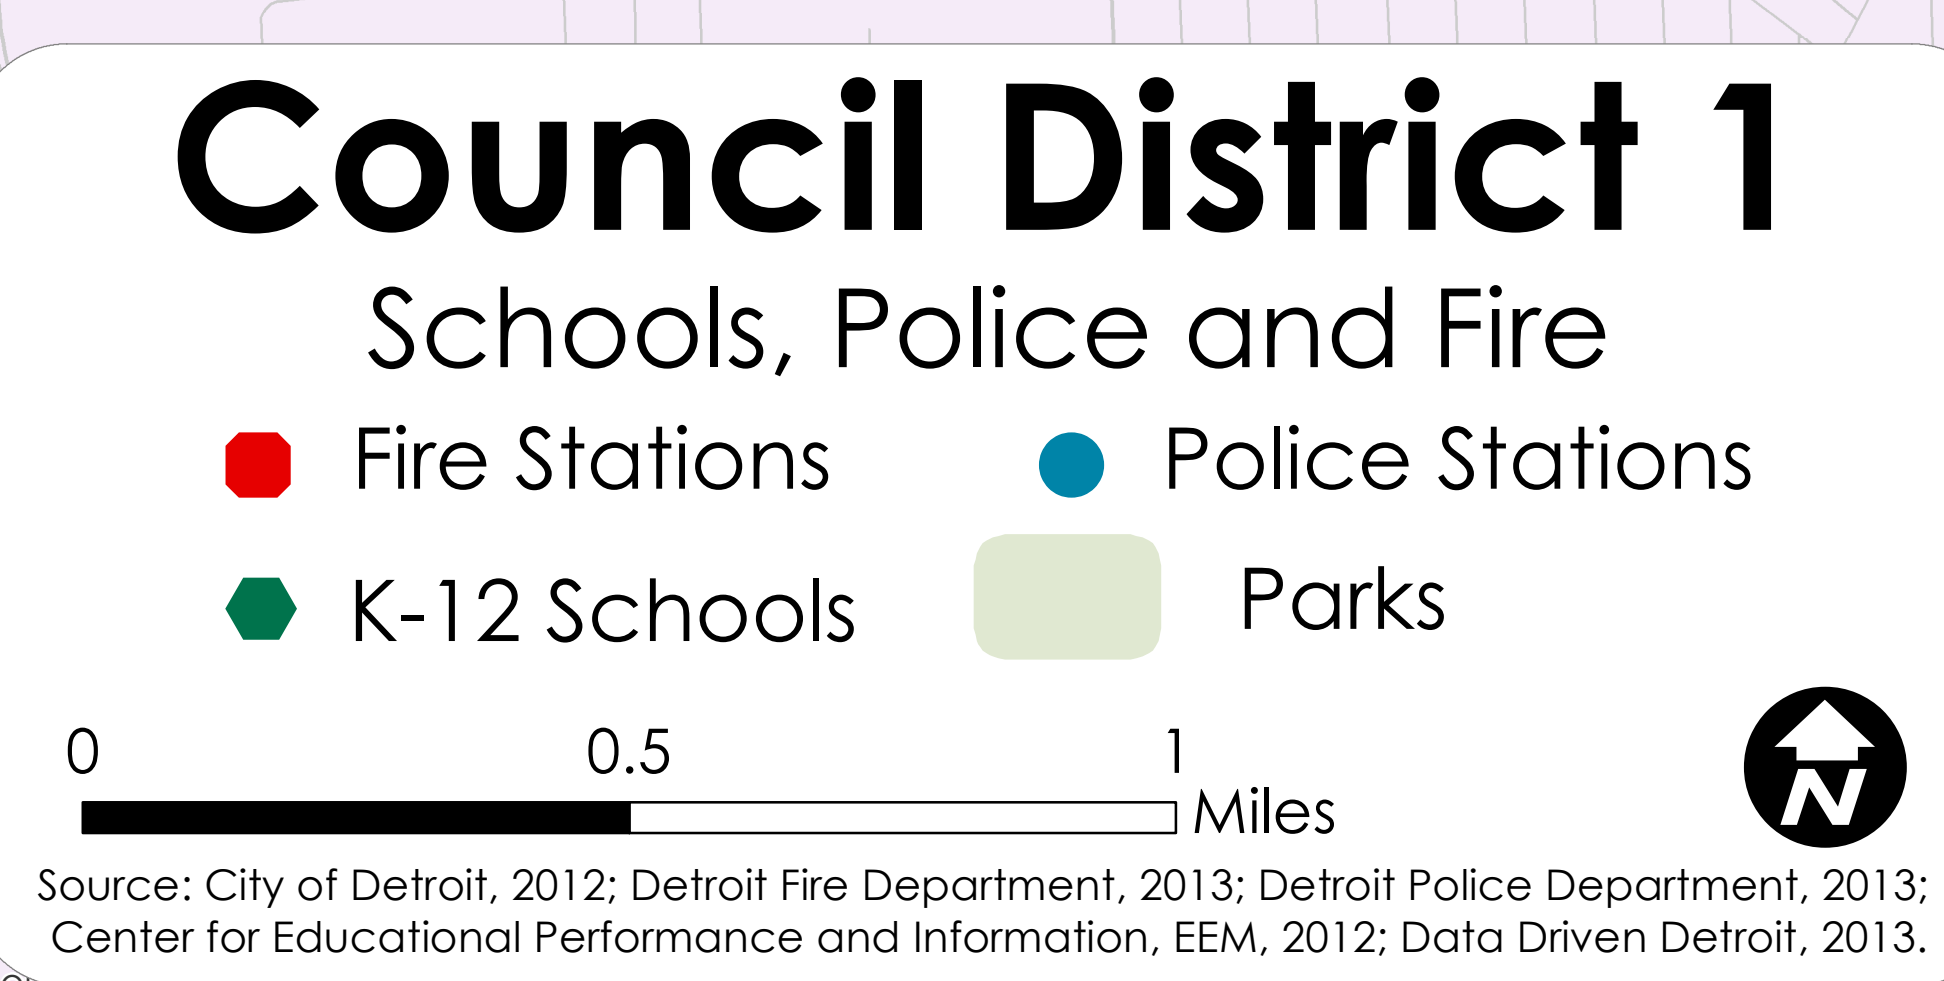 Council District 1
Schools, Police and Fire
Fire Stations
Police Stations
K-12 Schools
Parks
0 0.5 1
Miles
N
Source: City of Detroit, 2012; Detroit Fire Department, 2013; Detroit Police Department, 2013;
Center for Educational Performance and Information, EEM, 2012; Data Driven Detroit, 2013.